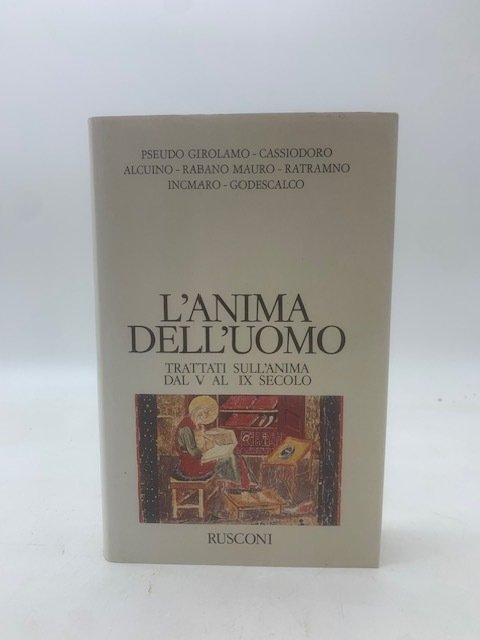 PSEUDO GIROLAMO - CASSIODORO
ALCUINO - RABANO MAURO - RATRAMNO
INCMARO - GODESCALCO
L'ANIMA
DELL'UOMO
TRATTATI SULL'ANIMA
DAL V AL IX SECOLO
RUSCONI